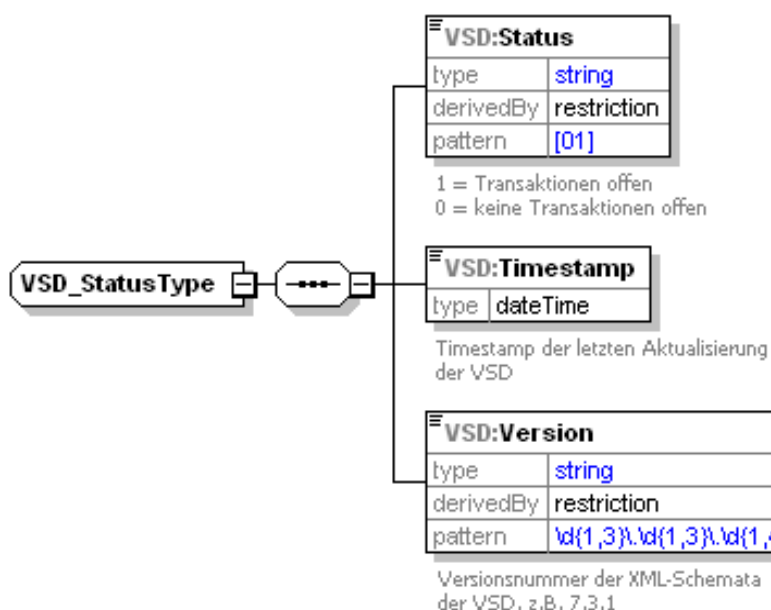 VSD:Status
type string
derivedBy restriction
pattern [01]
1 = Transaktionen offen
0 = keine Transaktionen offen
VSD_StatusType
VSD:Timestamp
type dateTime
Timestamp der letzten Aktualisierung
der VSD
VSD:Version
type string
derivedBy restriction
pattern \d{1,3}\.\d{1,3}\.\d{1,
Versionsnummer der XML-Schemata
der VSD, z.B. 7.3.1